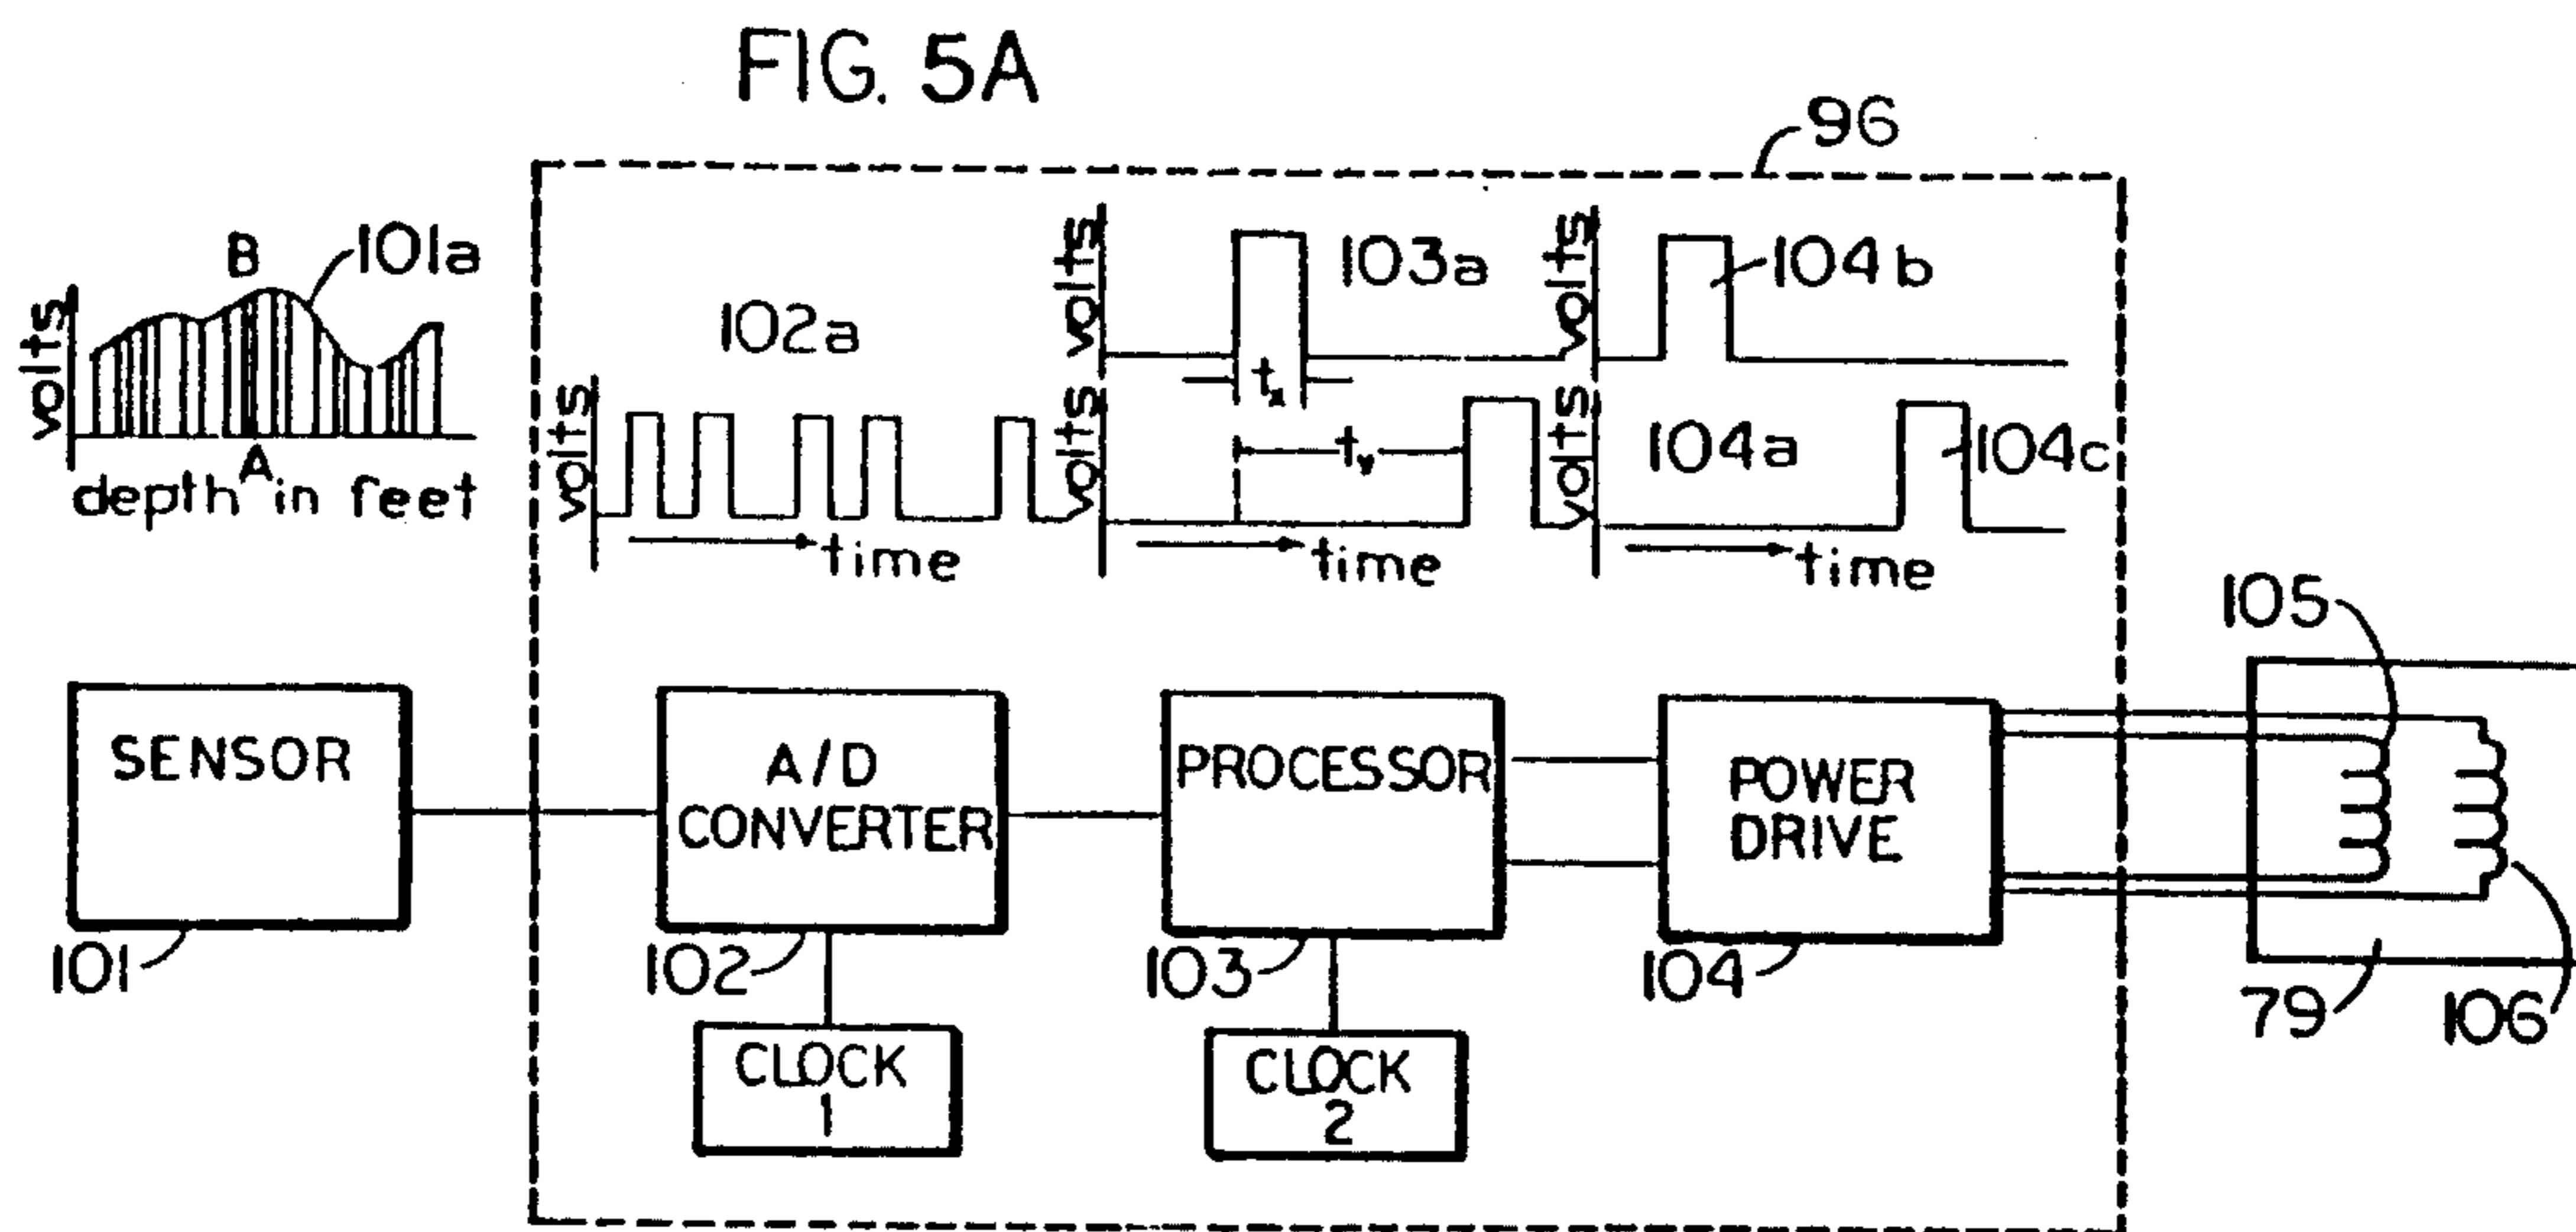 FIG. 5A
96
volts
B
101a
A
depth in feet
102a
volts
time
volts
103a
tx
volts
ty
time
volts
104b
volts
104a
104c
time
105
SENSOR
101
A/D
CONVERTER
102
PROCESSOR
103
POWER
DRIVE
104
79
106
CLOCK
1
CLOCK
2